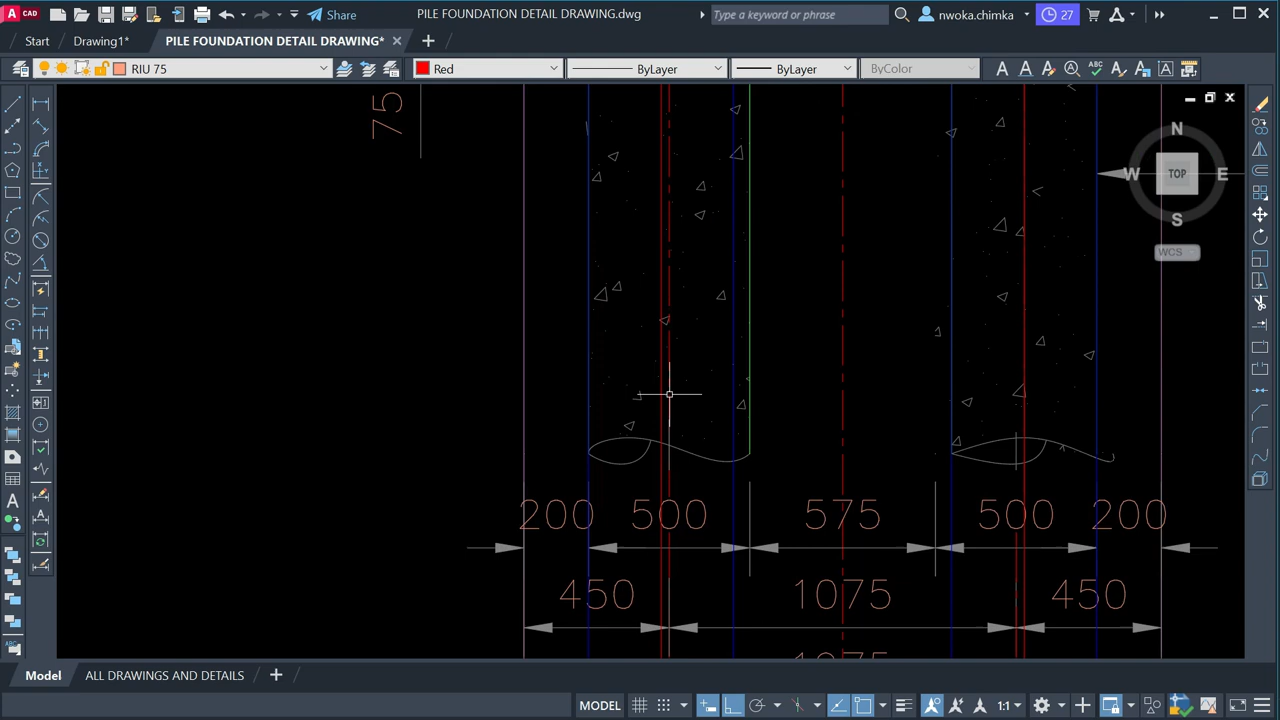 A CAD
Share
PILE FOUNDATION DETAIL DRAWING.dwg
Type a keyword or phrase
nwoka.chimka
27
Start
Drawing1*
PILE FOUNDATION DETAIL DRAWING*
RIU 75
Red
ByLayer
ByLayer
ByColor
75
N
W
TOP
E
S
WCS
200 500 575 500 200
450 1075 450
Model
ALL DRAWINGS AND DETAILS
MODEL
1:1